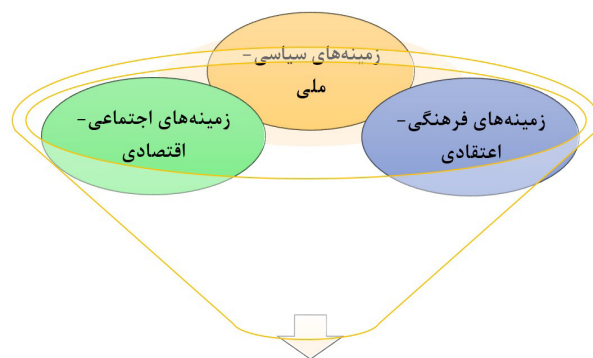 زمینه‌های سیاسی-
ملی
زمینه‌های فرهنگی-
اعتقادی
زمینه‌های اجتماعی-
اقتصادی